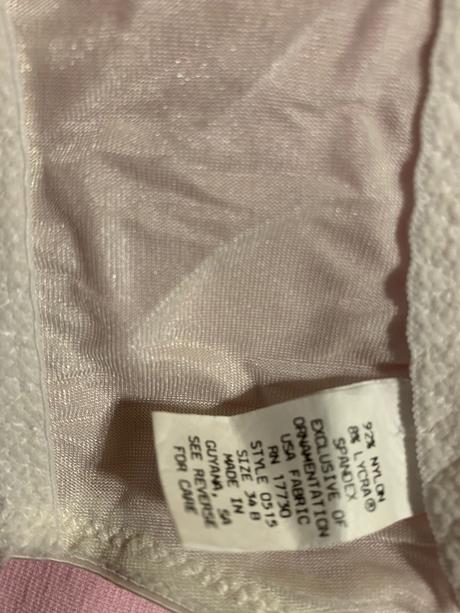 92% NYLON
8% LYCRA®
SPANDEX
EXCLUSIVE OF
ORNAMENTATION
USA FABRIC
RN 17730
STYLE 0515
SIZE 34 B
MADE IN
GUYANA, SA
SEE REVERSE
FOR CARE